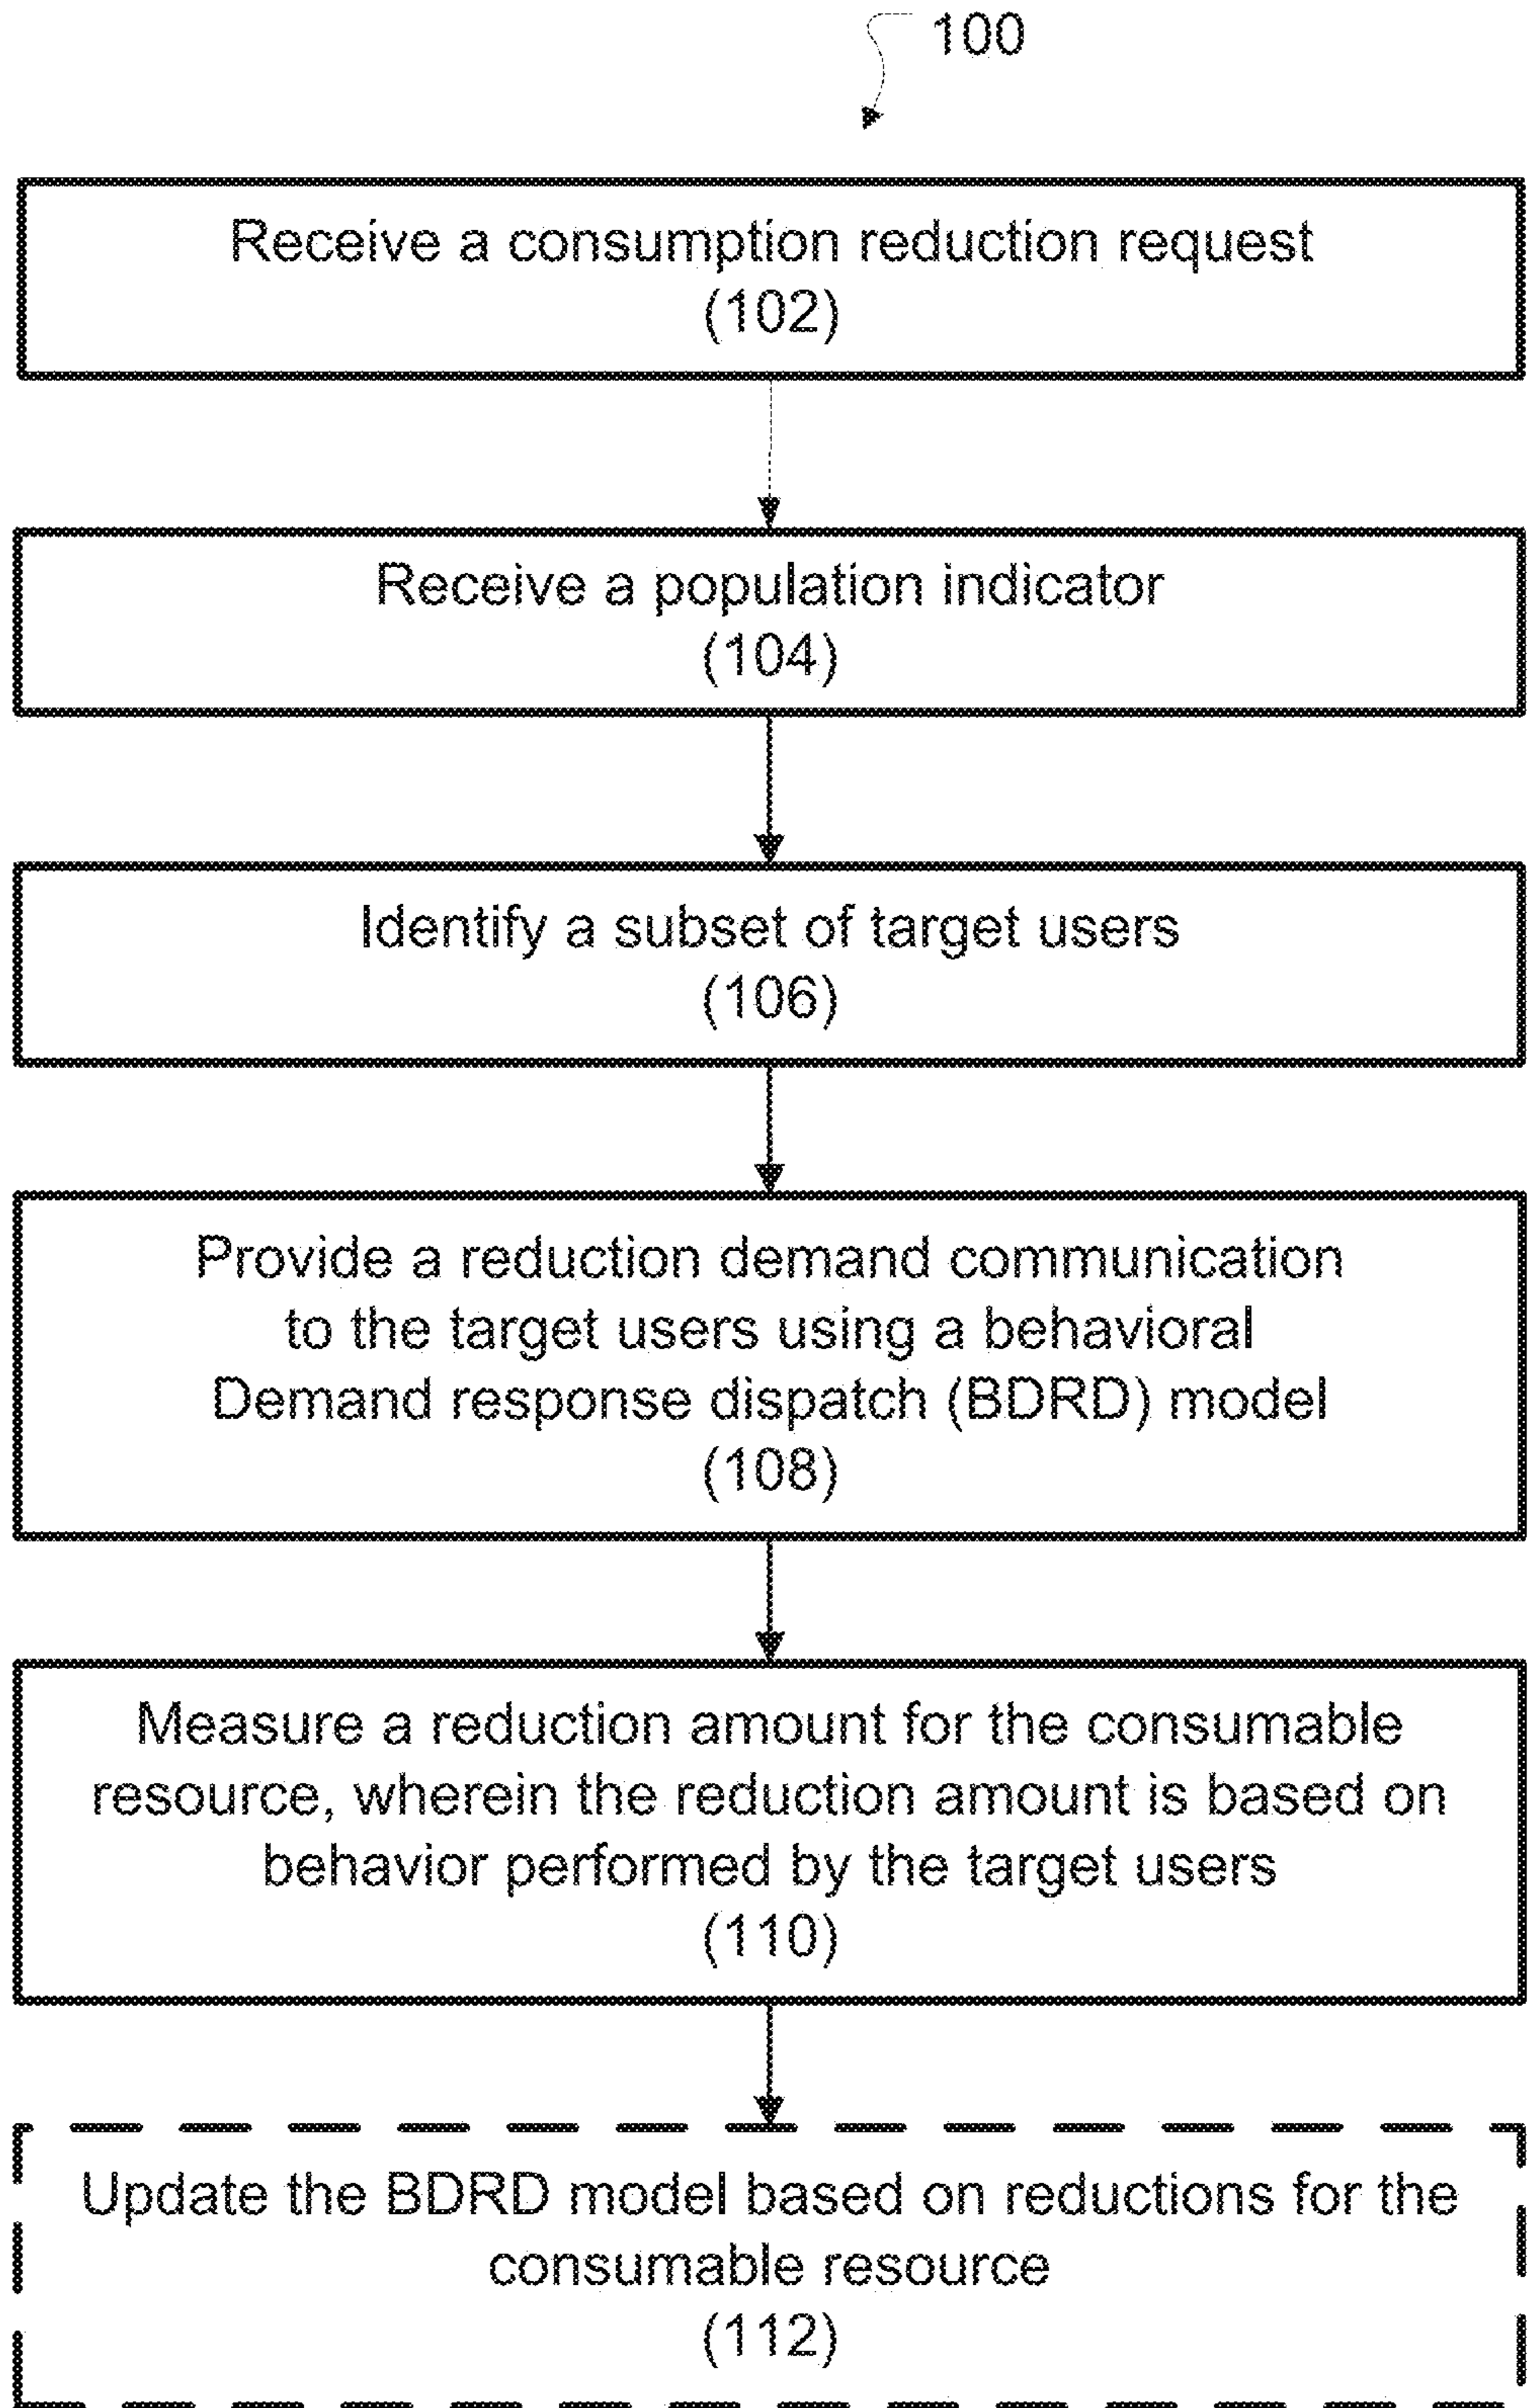 100
Receive a consumption reduction request
(102)
Receive a population indicator
(104)
Identify a subset of target users
(106)
Provide a reduction demand communication
to the target users using a behavioral
Demand response dispatch (BDRD) model
(108)
Measure a reduction amount for the consumable
resource, wherein the reduction amount is based on
behavior performed by the target users
(110)
Update the BDRD model based on reductions for the
consumable resource
(112)